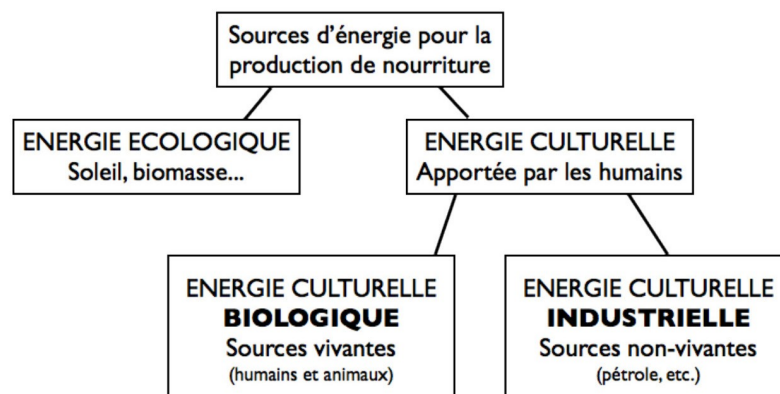 Sources d'énergie pour la
production de nourriture
ENERGIE ECOLOGIQUE
Soleil, biomasse...
ENERGIE CULTURELLE
Apportée par les humains
ENERGIE CULTURELLE
BIOLOGIQUE
Sources vivantes
(humains et animaux)
ENERGIE CULTURELLE
INDUSTRIELLE
Sources non-vivantes
(pétrole, etc.)